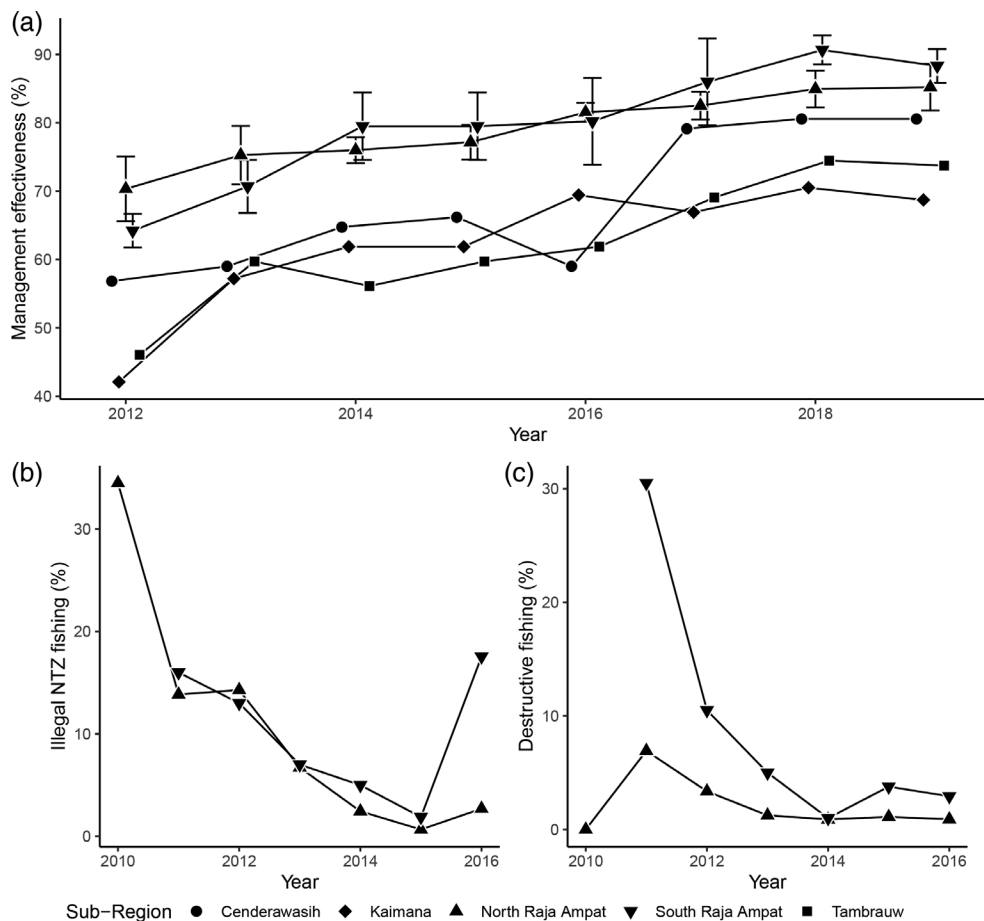 (a)
Management effectiveness (%)
90
80
70
60
50
40
2012
2014
2016
2018
Year
(b)
Illegal NTZ fishing (%)
30
20
10
0
2010
2012
2014
2016
Year
(c)
Destructive fishing (%)
30
20
10
0
2010
2012
2014
2016
Year
Sub−Region Cenderawasih Kaimana North Raja Ampat South Raja Ampat Tambrauw